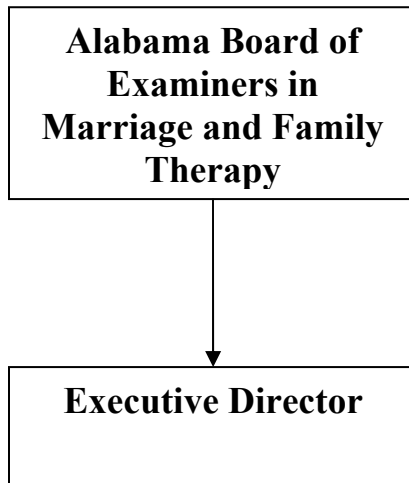 Alabama Board of
Examiners in
Marriage and Family
Therapy
Executive Director